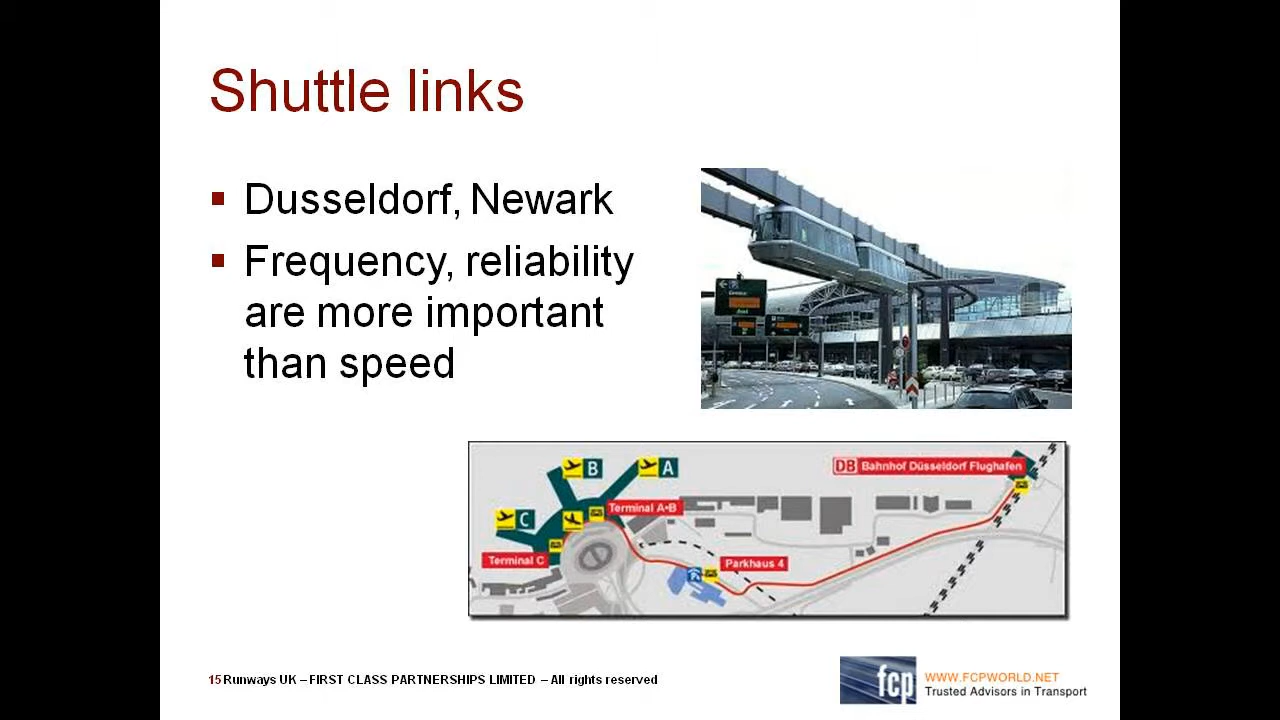 Shuttle links
▪ Dusseldorf, Newark
▪ Frequency, reliability
are more important
than speed
B
A
DB Bahnhof Düsseldorf Flughafen
C
Terminal A•B
Terminal C
Parkhaus 4
15 Runways UK – FIRST CLASS PARTNERSHIPS LIMITED – All rights reserved
fcp
WWW.FCPWORLD.NET
Trusted Advisors in Transport